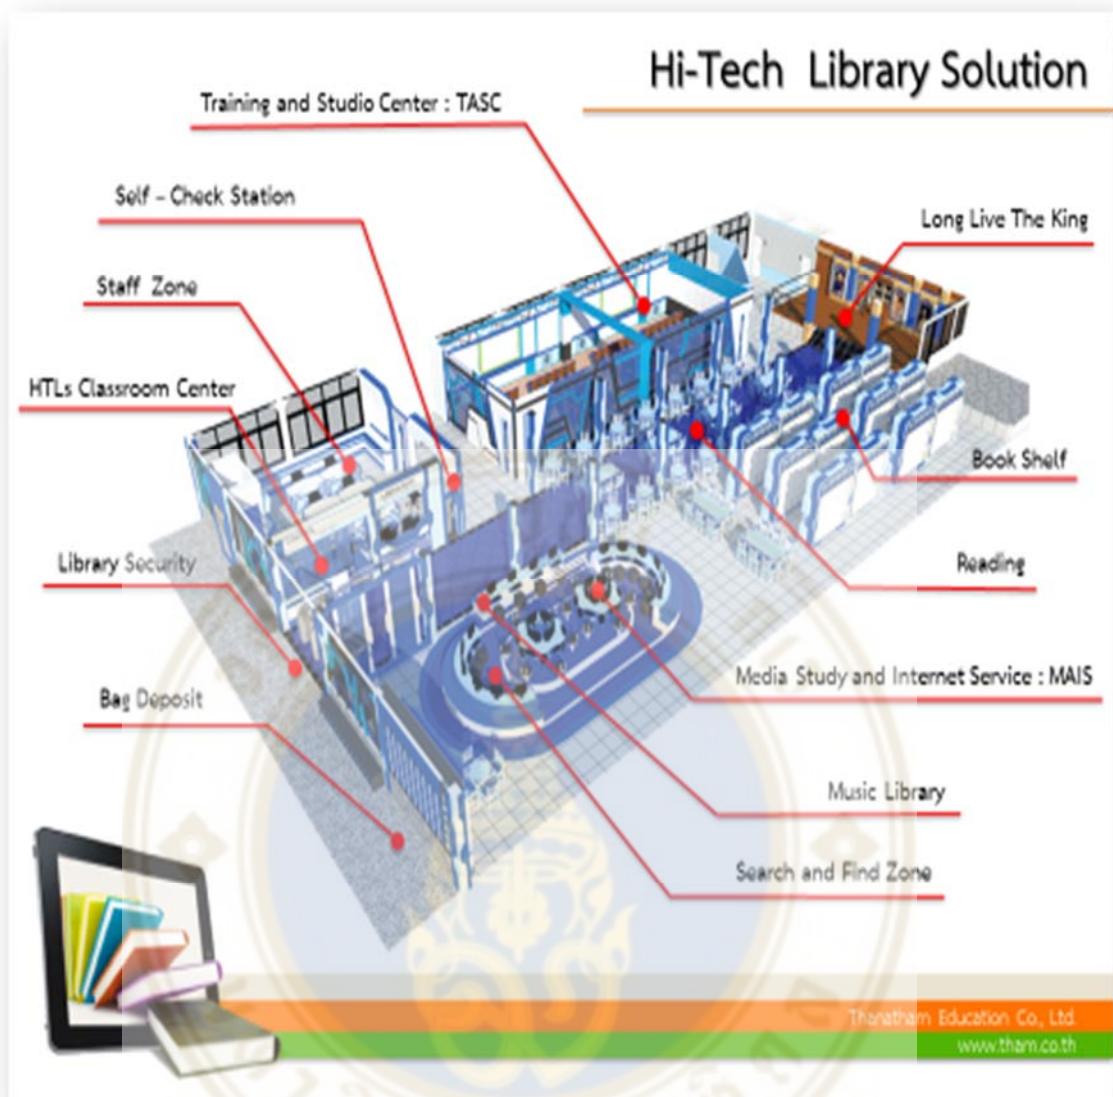 Hi-Tech Library Solution
Training and Studio Center : TASC
Self – Check Station
Long Live The King
Staff Zone
HTLs Classroom Center
Book Shelf
Library Security
Reading
Media Study and Internet Service : MAIS
Bag Deposit
Music Library
Search and Find Zone
Thanatham Education Co., Ltd.
www.tham.co.th